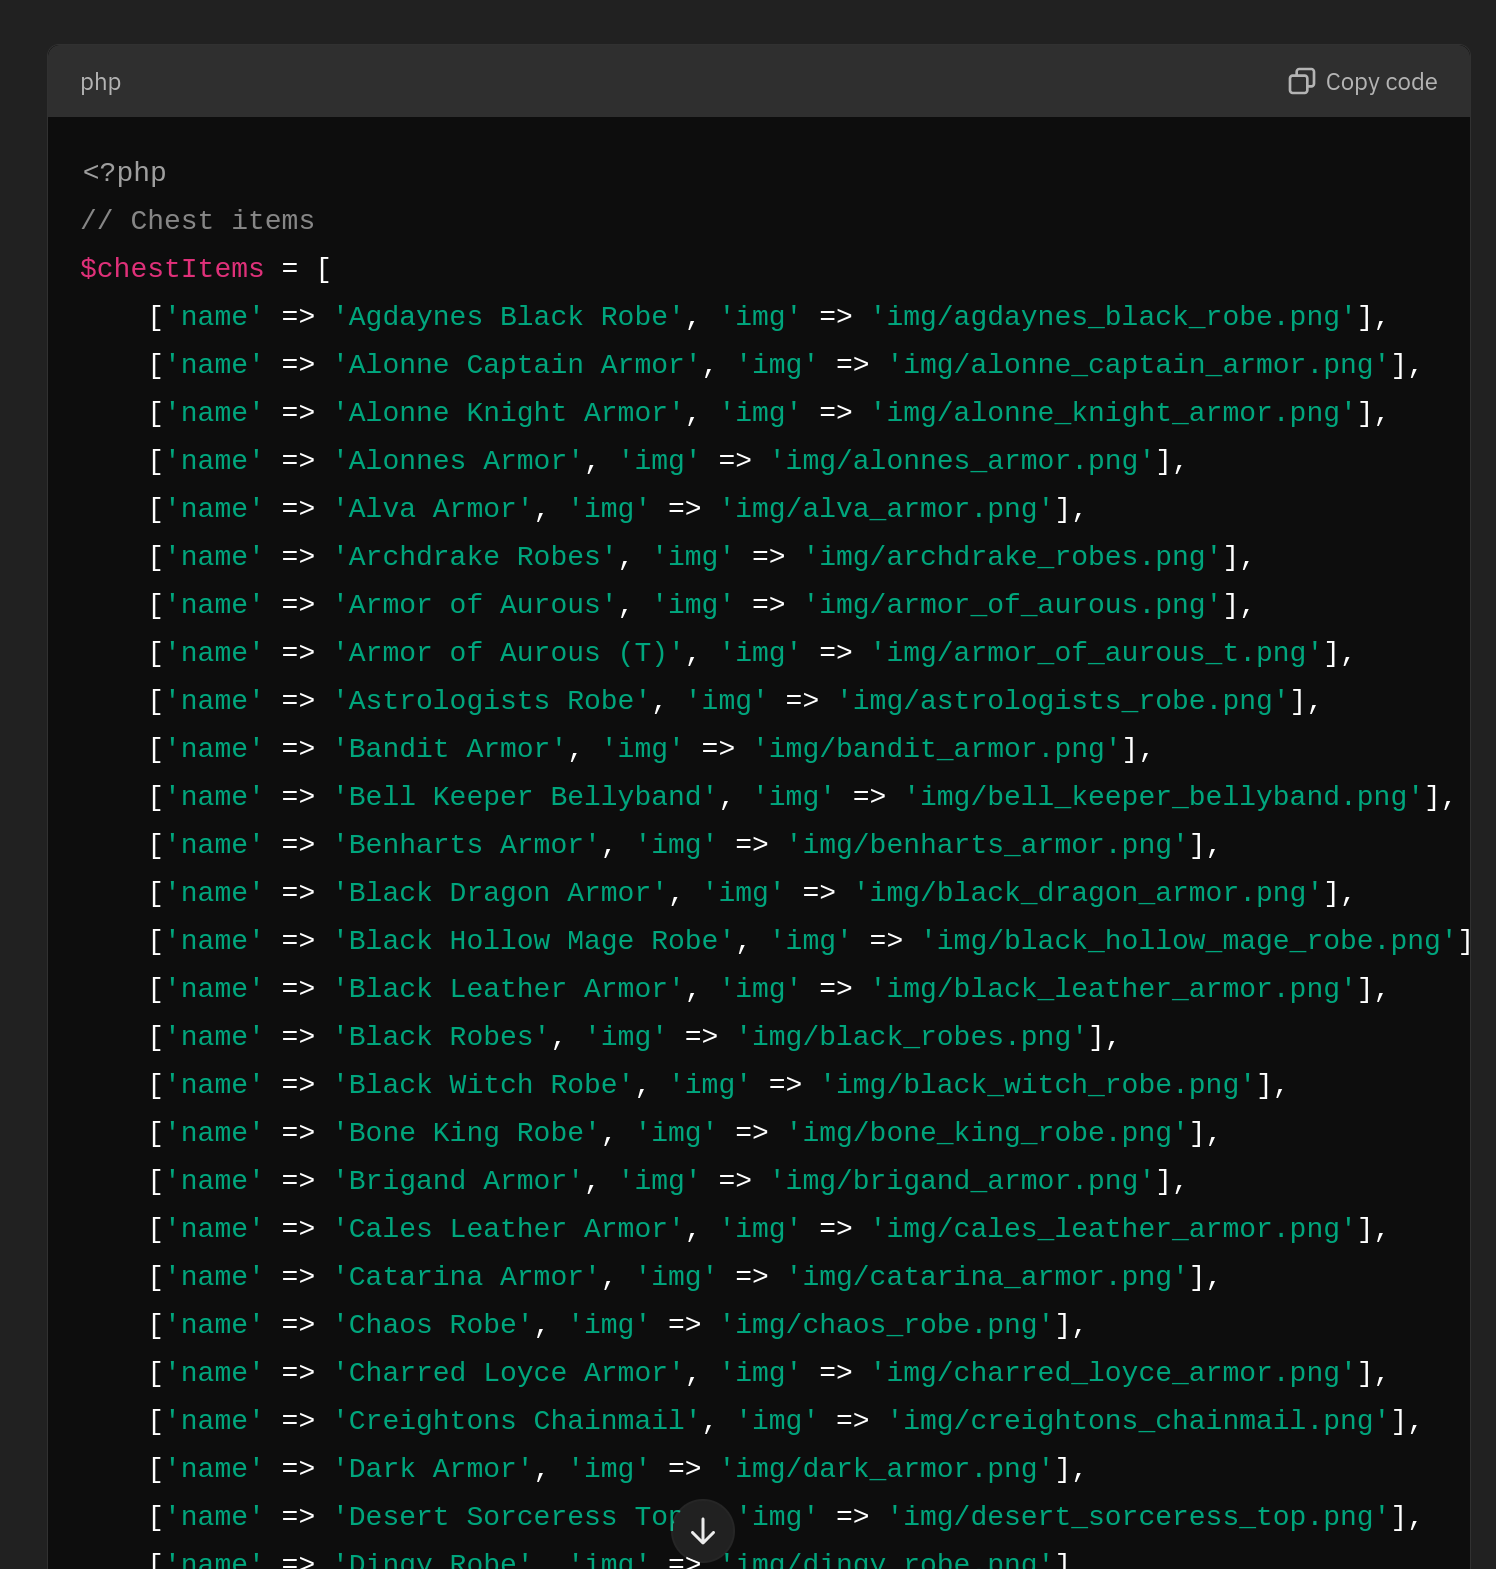 php
Copy code
<?php
// Chest items
$chestItems = [
    ['name' => 'Agdaynes Black Robe', 'img' => 'img/agdaynes_black_robe.png'],
    ['name' => 'Alonne Captain Armor', 'img' => 'img/alonne_captain_armor.png'],
    ['name' => 'Alonne Knight Armor', 'img' => 'img/alonne_knight_armor.png'],
    ['name' => 'Alonnes Armor', 'img' => 'img/alonnes_armor.png'],
    ['name' => 'Alva Armor', 'img' => 'img/alva_armor.png'],
    ['name' => 'Archdrake Robes', 'img' => 'img/archdrake_robes.png'],
    ['name' => 'Armor of Aurous', 'img' => 'img/armor_of_aurous.png'],
    ['name' => 'Armor of Aurous (T)', 'img' => 'img/armor_of_aurous_t.png'],
    ['name' => 'Astrologists Robe', 'img' => 'img/astrologists_robe.png'],
    ['name' => 'Bandit Armor', 'img' => 'img/bandit_armor.png'],
    ['name' => 'Bell Keeper Bellyband', 'img' => 'img/bell_keeper_bellyband.png'],
    ['name' => 'Benharts Armor', 'img' => 'img/benharts_armor.png'],
    ['name' => 'Black Dragon Armor', 'img' => 'img/black_dragon_armor.png'],
    ['name' => 'Black Hollow Mage Robe', 'img' => 'img/black_hollow_mage_robe.png']
    ['name' => 'Black Leather Armor', 'img' => 'img/black_leather_armor.png'],
    ['name' => 'Black Robes', 'img' => 'img/black_robes.png'],
    ['name' => 'Black Witch Robe', 'img' => 'img/black_witch_robe.png'],
    ['name' => 'Bone King Robe', 'img' => 'img/bone_king_robe.png'],
    ['name' => 'Brigand Armor', 'img' => 'img/brigand_armor.png'],
    ['name' => 'Cales Leather Armor', 'img' => 'img/cales_leather_armor.png'],
    ['name' => 'Catarina Armor', 'img' => 'img/catarina_armor.png'],
    ['name' => 'Chaos Robe', 'img' => 'img/chaos_robe.png'],
    ['name' => 'Charred Loyce Armor', 'img' => 'img/charred_loyce_armor.png'],
    ['name' => 'Creightons Chainmail', 'img' => 'img/creightons_chainmail.png'],
    ['name' => 'Dark Armor', 'img' => 'img/dark_armor.png'],
    ['name' => 'Desert Sorceress Top 'img' => 'img/desert_sorceress_top.png'],
    ['name' => 'Dingy Robe', 'img' => 'img/dingy_robe.png'],